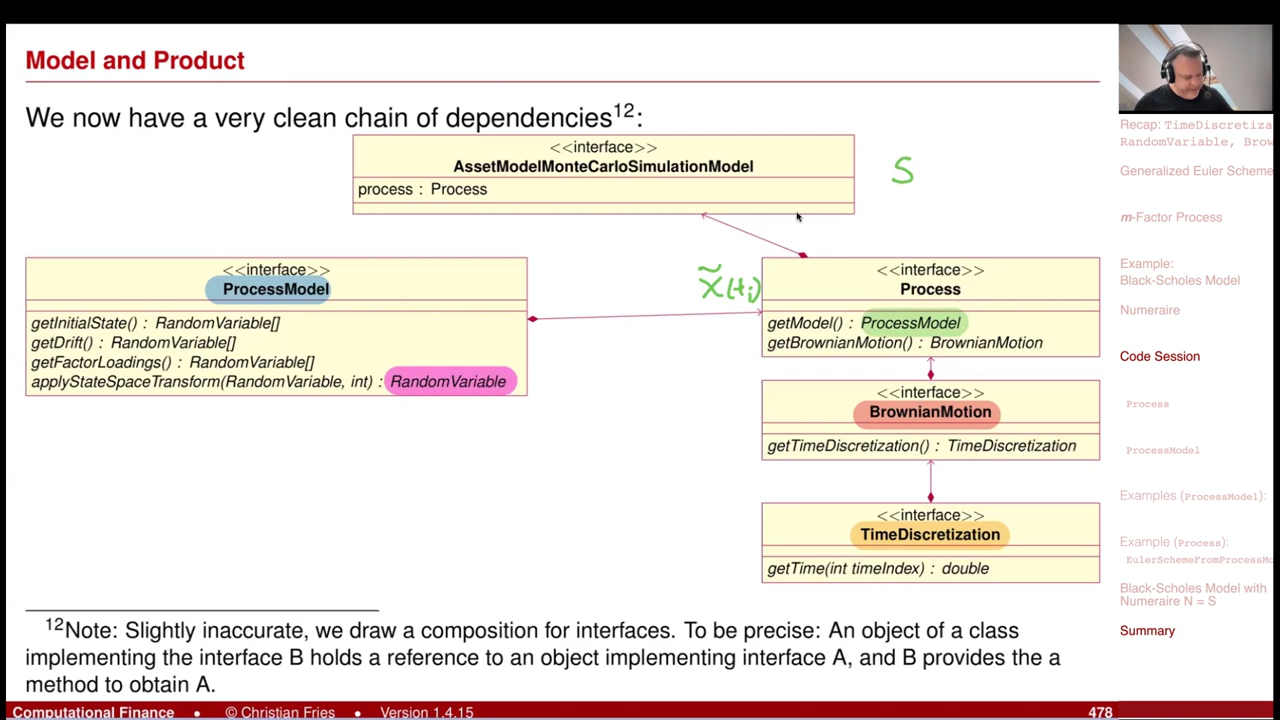 Model and Product
We now have a very clean chain of dependencies12:
<<interface>>
AssetModelMonteCarloSimulationModel
process : Process
S
<<interface>>
ProcessModel
getInitialState() : RandomVariable[]
getDrift() : RandomVariable[]
getFactorLoadings() : RandomVariable[]
applyStateSpaceTransform(RandomVariable, int) : RandomVariable
X̃(ti)
<<interface>>
Process
getModel() : ProcessModel
getBrownianMotion() : BrownianMotion
<<interface>>
BrownianMotion
getTimeDiscretization() : TimeDiscretization
<<interface>>
TimeDiscretization
getTime(int timeIndex) : double
12Note: Slightly inaccurate, we draw a composition for interfaces. To be precise: An object of a class
implementing the interface B holds a reference to an object implementing interface A, and B provides the a
method to obtain A.
Computational Finance • © Christian Fries • Version 1.4.15 478
Recap: TimeDiscretiza
RandomVariable, Brow
Generalized Euler Scheme
m-Factor Process
Example:
Black-Scholes Model
Numeraire
Code Session
Process
ProcessModel
Examples (ProcessModel):
Example (Process):
EulerSchemeFromProcessMo
Black-Scholes Model with
Numeraire N = S
Summary